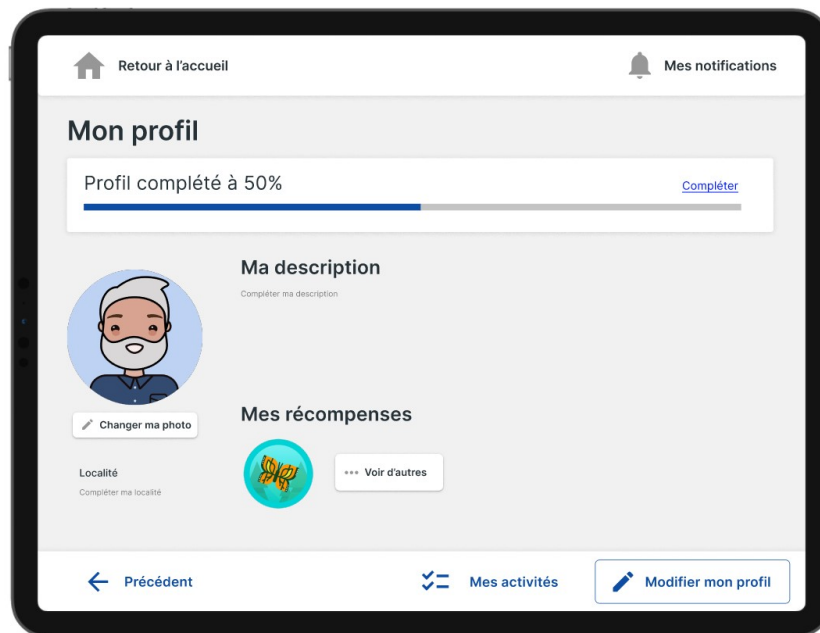 Retour à l'accueil
Mes notifications
Mon profil
Profil complété à 50%
Compléter
Ma description
Compléter ma description
Changer ma photo
Localité
Compléter ma localité
Mes récompenses
Voir d'autres
Précédent
Mes activités
Modifier mon profil